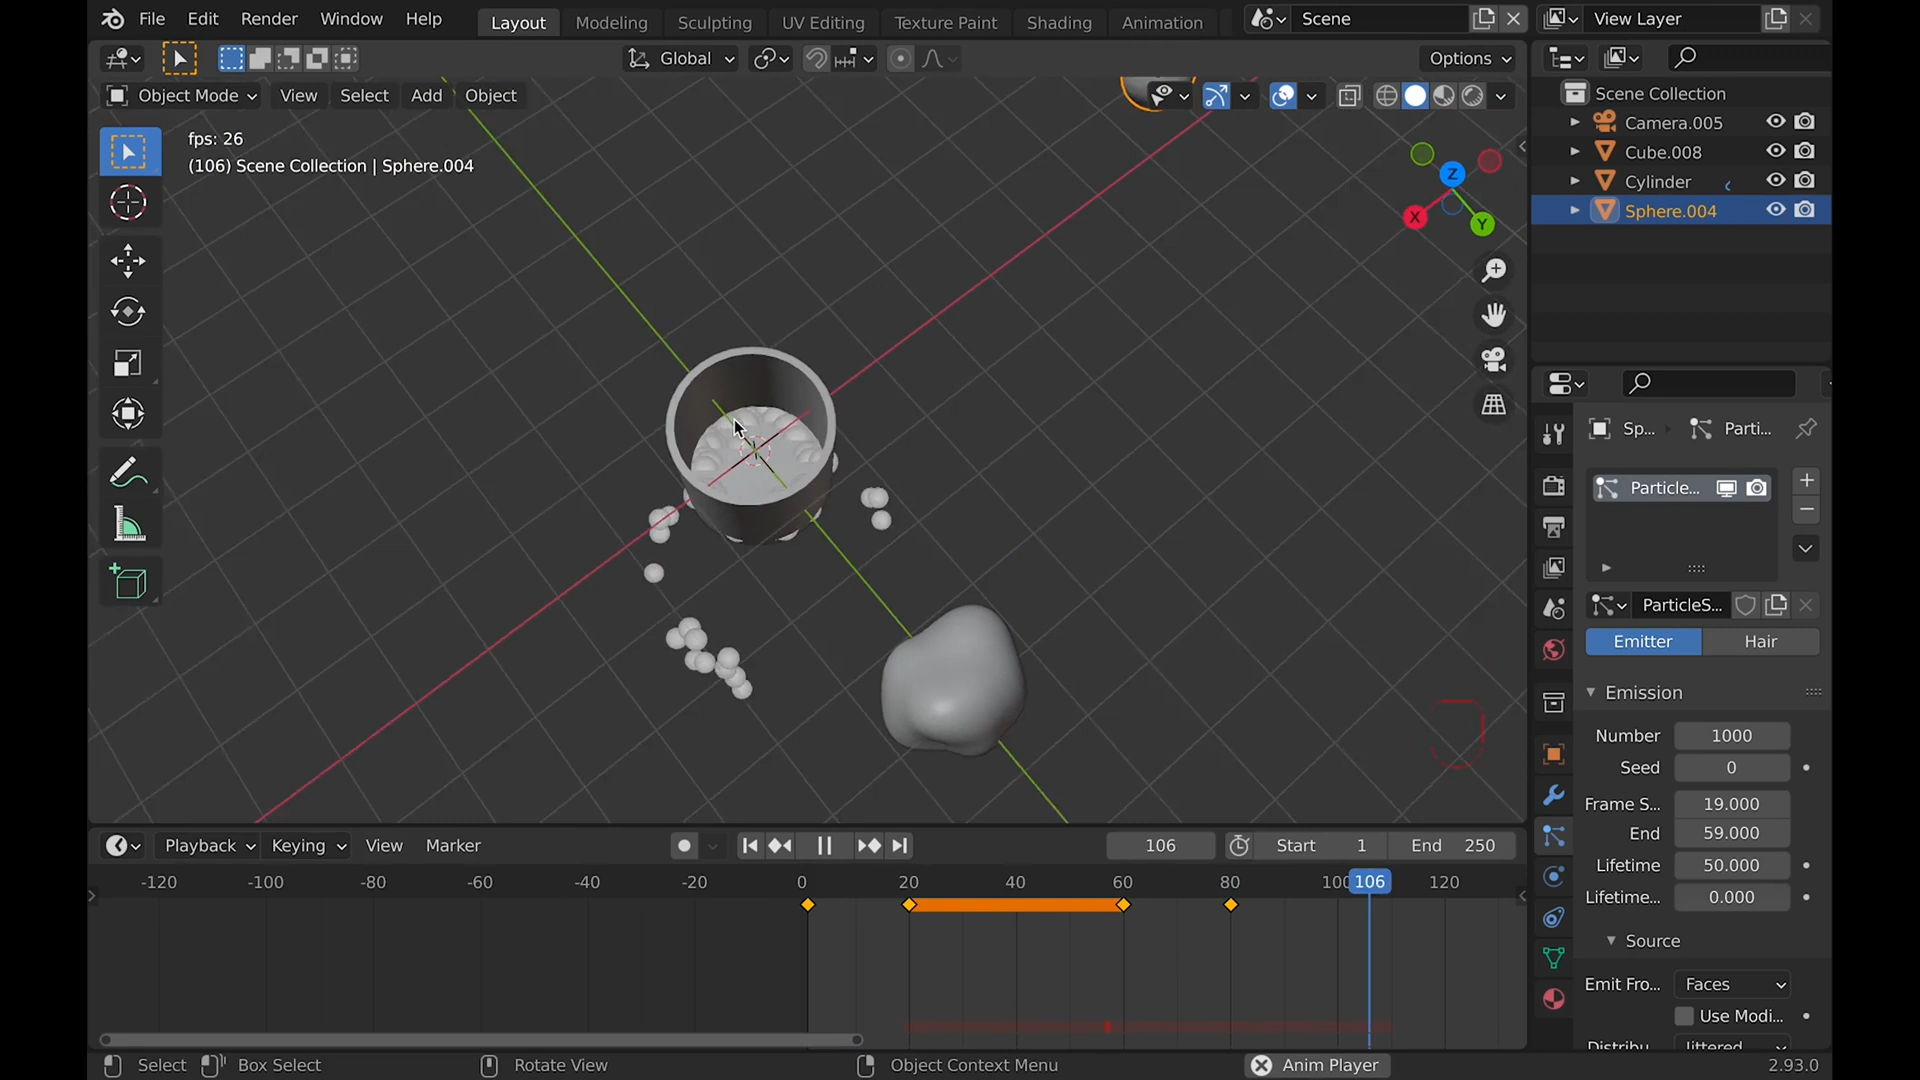 File Edit Render Window Help Layout Modeling Sculpting UV Editing Texture Paint Shading Animation Scene View Layer
Global Options
Object Mode View Select Add Object
fps: 26
(106) Scene Collection | Sphere.004
Z
X
Y
Scene Collection
Camera.005
Cube.008
Cylinder
Sphere.004
Sp... Parti...
Particle...
ParticleS...
Emitter Hair
Emission
Number 1000
Seed 0
Frame S... 19.000
End 59.000
Lifetime 50.000
Lifetime... 0.000
Source
Emit Fro... Faces
Use Modi...
Distribu... Jittered
Playback Keying View Marker 106 Start 1 End 250
-120 -100 -80 -60 -40 -20 0 20 40 60 80 100 106 120
Select Box Select Rotate View Object Context Menu Anim Player 2.93.0